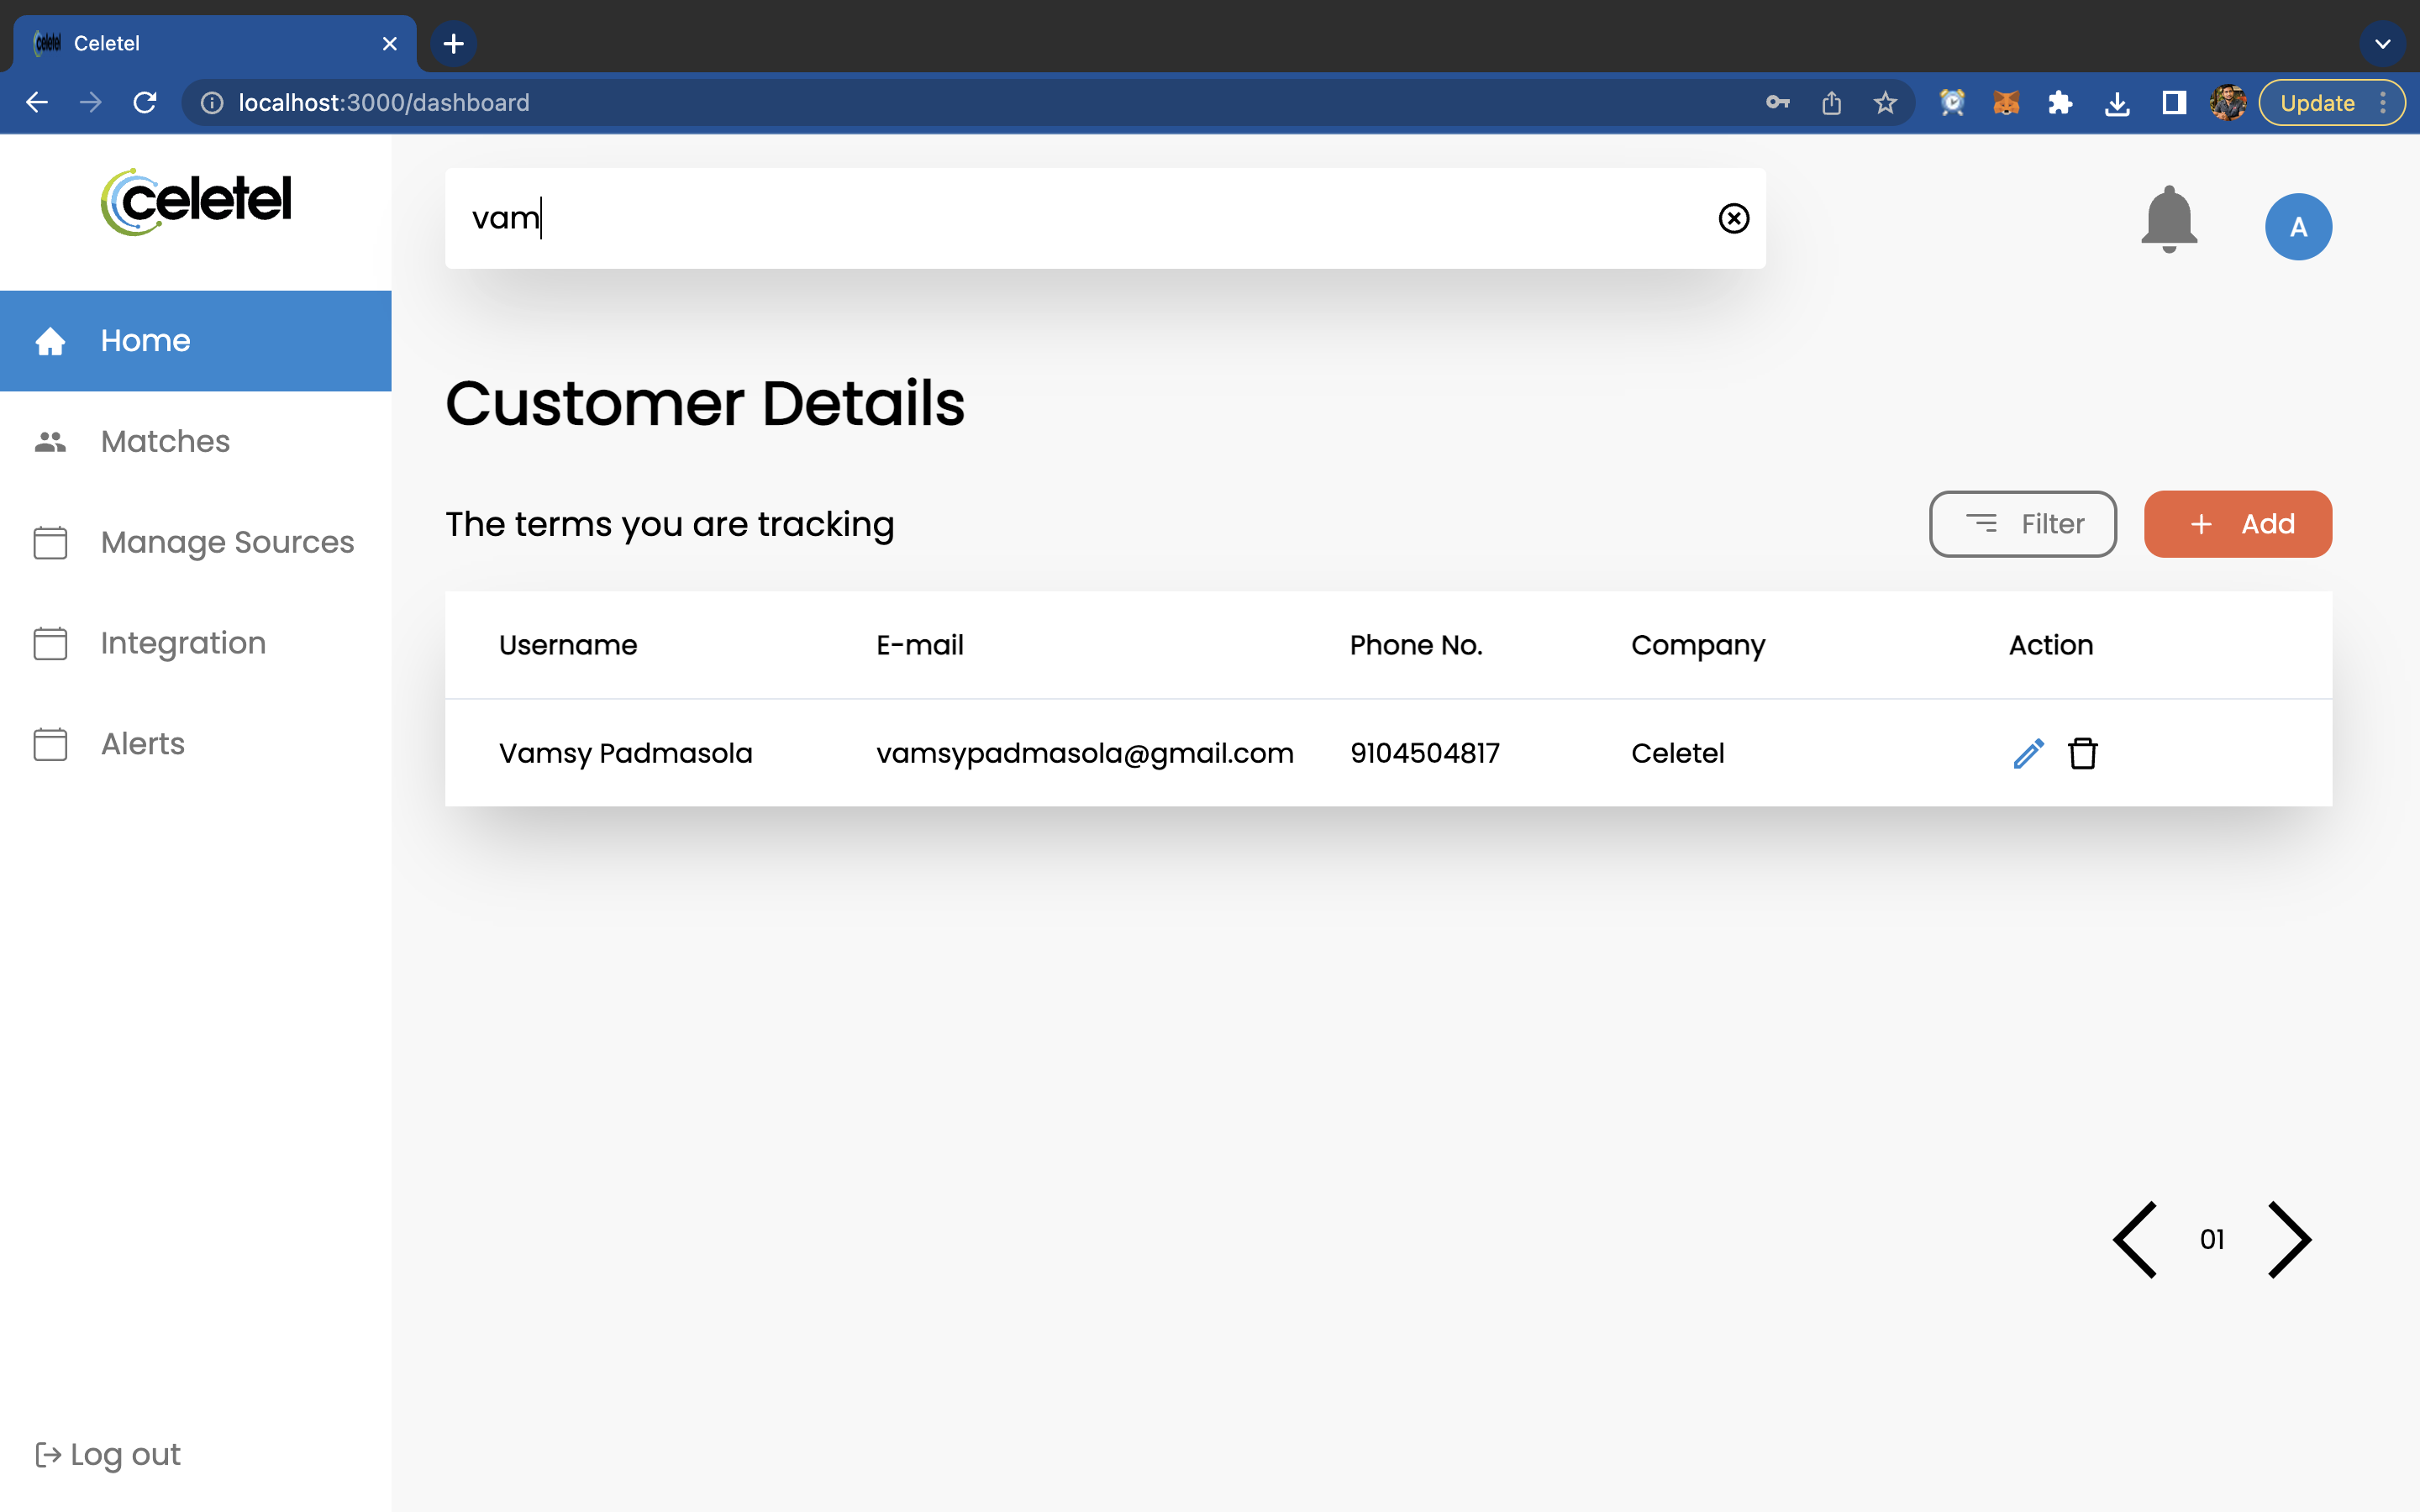 Celetel
localhost:3000/dashboard
Update
celetel
vam
A
Home
Matches
Manage Sources
Integration
Alerts
Log out
Customer Details
The terms you are tracking
Filter
+ Add
Username E-mail Phone No. Company Action
Vamsy Padmasola vamsypadmasola@gmail.com 9104504817 Celetel
01